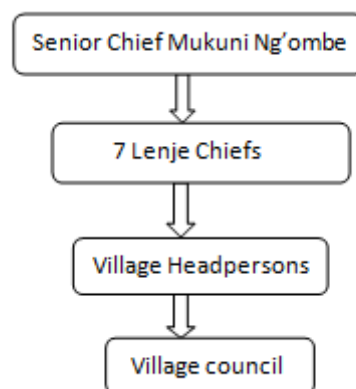 Senior Chief Mukuni Ng’ombe
7 Lenje Chiefs
Village Headpersons
Village council